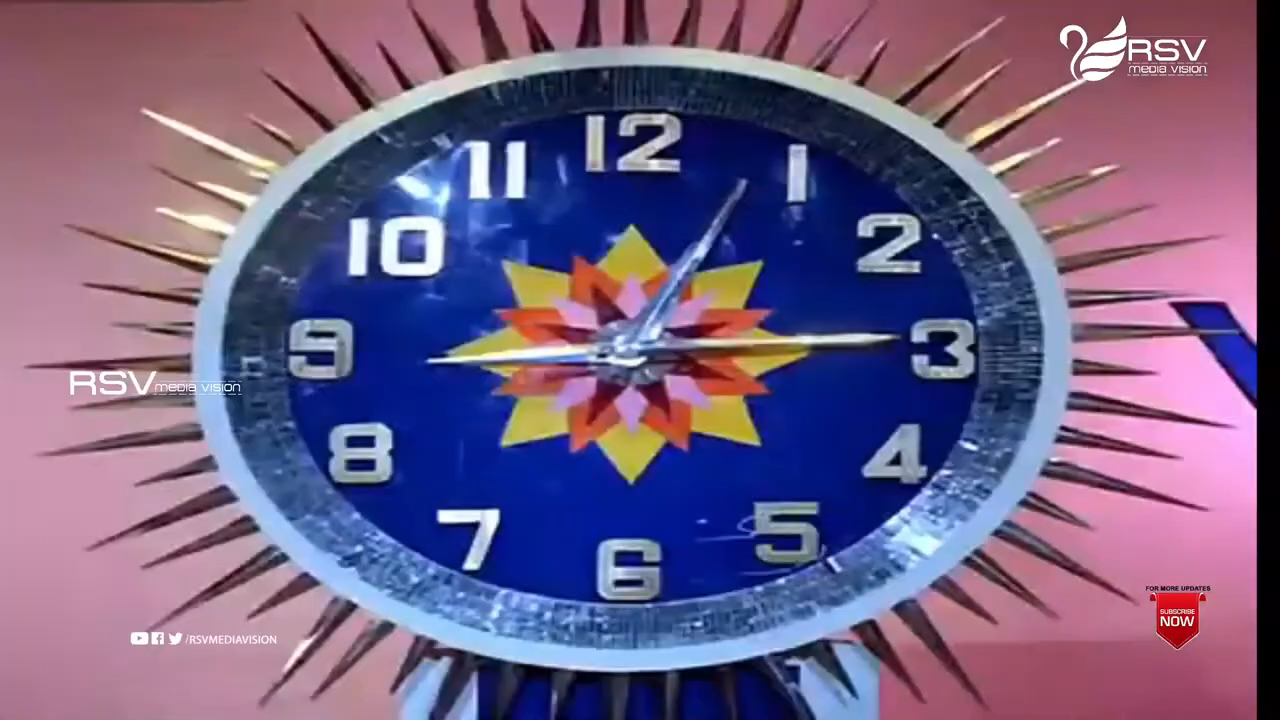 RSV
media vision
12
11
1
10
2
9
3
RSV media vision
8
4
7
5
6
FOR MORE UPDATES
SUBSCRIBE
NOW
/RSVMEDIAVISION